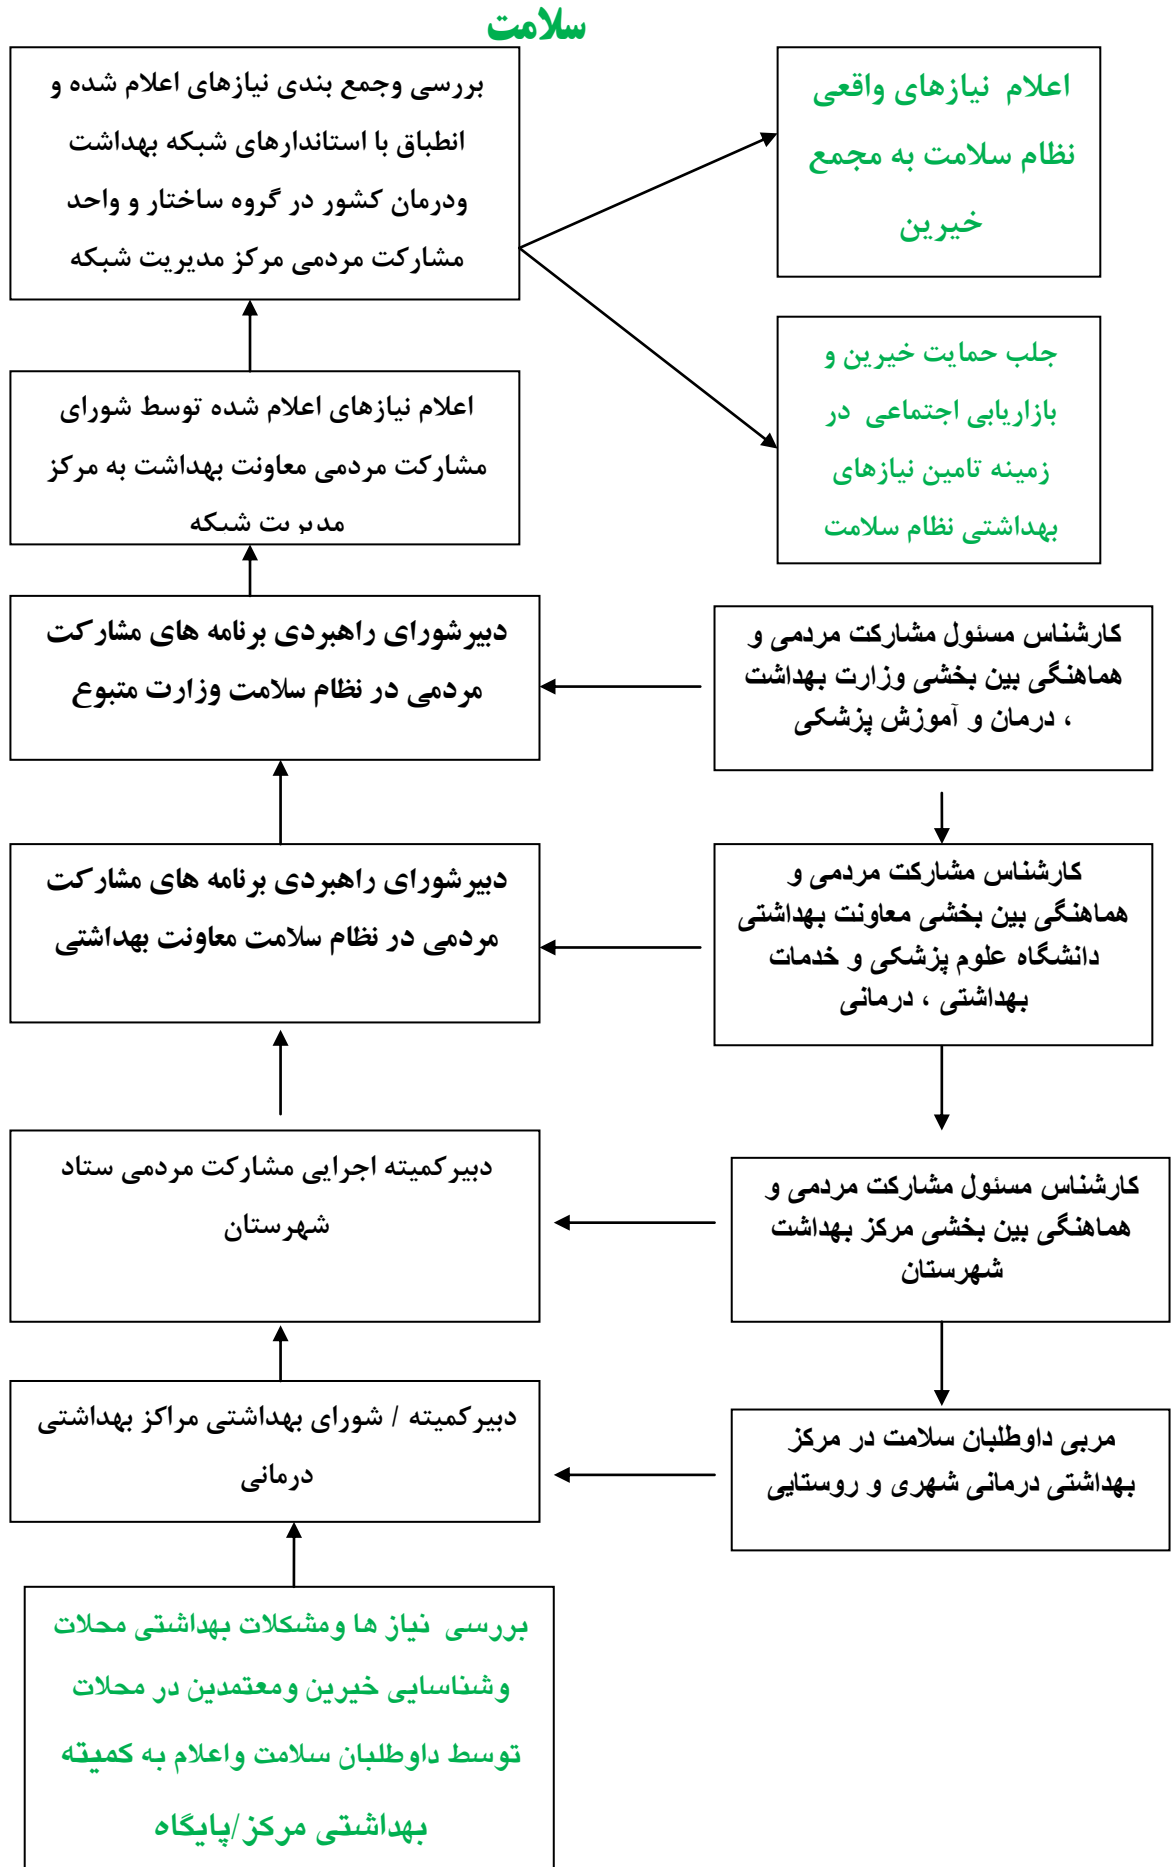 سلامت
بررسی وجمع بندی نیازهای اعلام شده و
انطباق با استاندارهای شبکه بهداشت
ودرمان کشور در گروه ساختار و واحد
مشارکت مردمی مرکز مدیریت شبکه
اعلام نیازهای واقعی
نظام سلامت به مجمع
خیرین
جلب حمایت خیرین و
بازاریابی اجتماعی در
زمینه تامین نیازهای
بهداشتی نظام سلامت
اعلام نیازهای اعلام شده توسط شورای
مشارکت مردمی معاونت بهداشت به مرکز
مدیریت شبکه
دبیرشورای راهبردی برنامه های مشارکت
مردمی در نظام سلامت وزارت متبوع
کارشناس مسئول مشارکت مردمی و
هماهنگی بین بخشی وزارت بهداشت
، درمان و آموزش پزشکی
دبیرشورای راهبردی برنامه های مشارکت
مردمی در نظام سلامت معاونت بهداشتی
کارشناس مشارکت مردمی و
هماهنگی بین بخشی معاونت بهداشتی
دانشگاه علوم پزشکی و خدمات
بهداشتی ، درمانی
دبیرکمیته اجرایی مشارکت مردمی ستاد
شهرستان
کارشناس مسئول مشارکت مردمی و
هماهنگی بین بخشی مرکز بهداشت
شهرستان
دبیرکمیته / شورای بهداشتی مراکز بهداشتی
درمانی
مربی داوطلبان سلامت در مرکز
بهداشتی درمانی شهری و روستایی
بررسی نیاز ها ومشکلات بهداشتی محلات
وشناسایی خیرین ومعتمدین در محلات
توسط داوطلبان سلامت واعلام به کمیته
بهداشتی مرکز/پایگاه